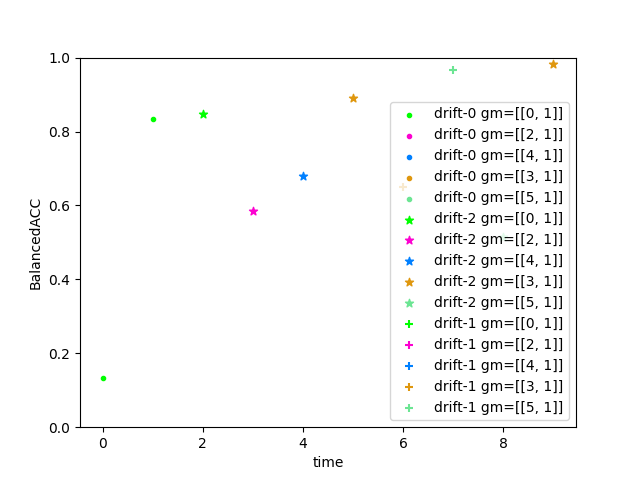 1.0
0.8
0.6
0.4
0.2
0.0
BalancedACC
0 2 4 6 8
time
drift-0 gm=[[0, 1]]
drift-0 gm=[[2, 1]]
drift-0 gm=[[4, 1]]
drift-0 gm=[[3, 1]]
drift-0 gm=[[5, 1]]
drift-2 gm=[[0, 1]]
drift-2 gm=[[2, 1]]
drift-2 gm=[[4, 1]]
drift-2 gm=[[3, 1]]
drift-2 gm=[[5, 1]]
drift-1 gm=[[0, 1]]
drift-1 gm=[[2, 1]]
drift-1 gm=[[4, 1]]
drift-1 gm=[[3, 1]]
drift-1 gm=[[5, 1]]